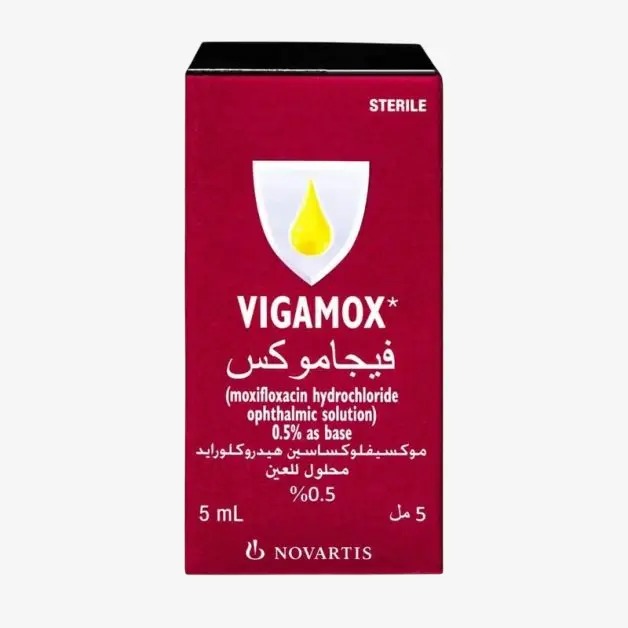 STERILE
VIGAMOX*
فيجاموكس
(moxifloxacin hydrochloride
ophthalmic solution)
0.5% as base
موكسيفلوكساسين هيدروكلورايد
محلول للعين
%0.5
5 mL 5 مل
NOVARTIS